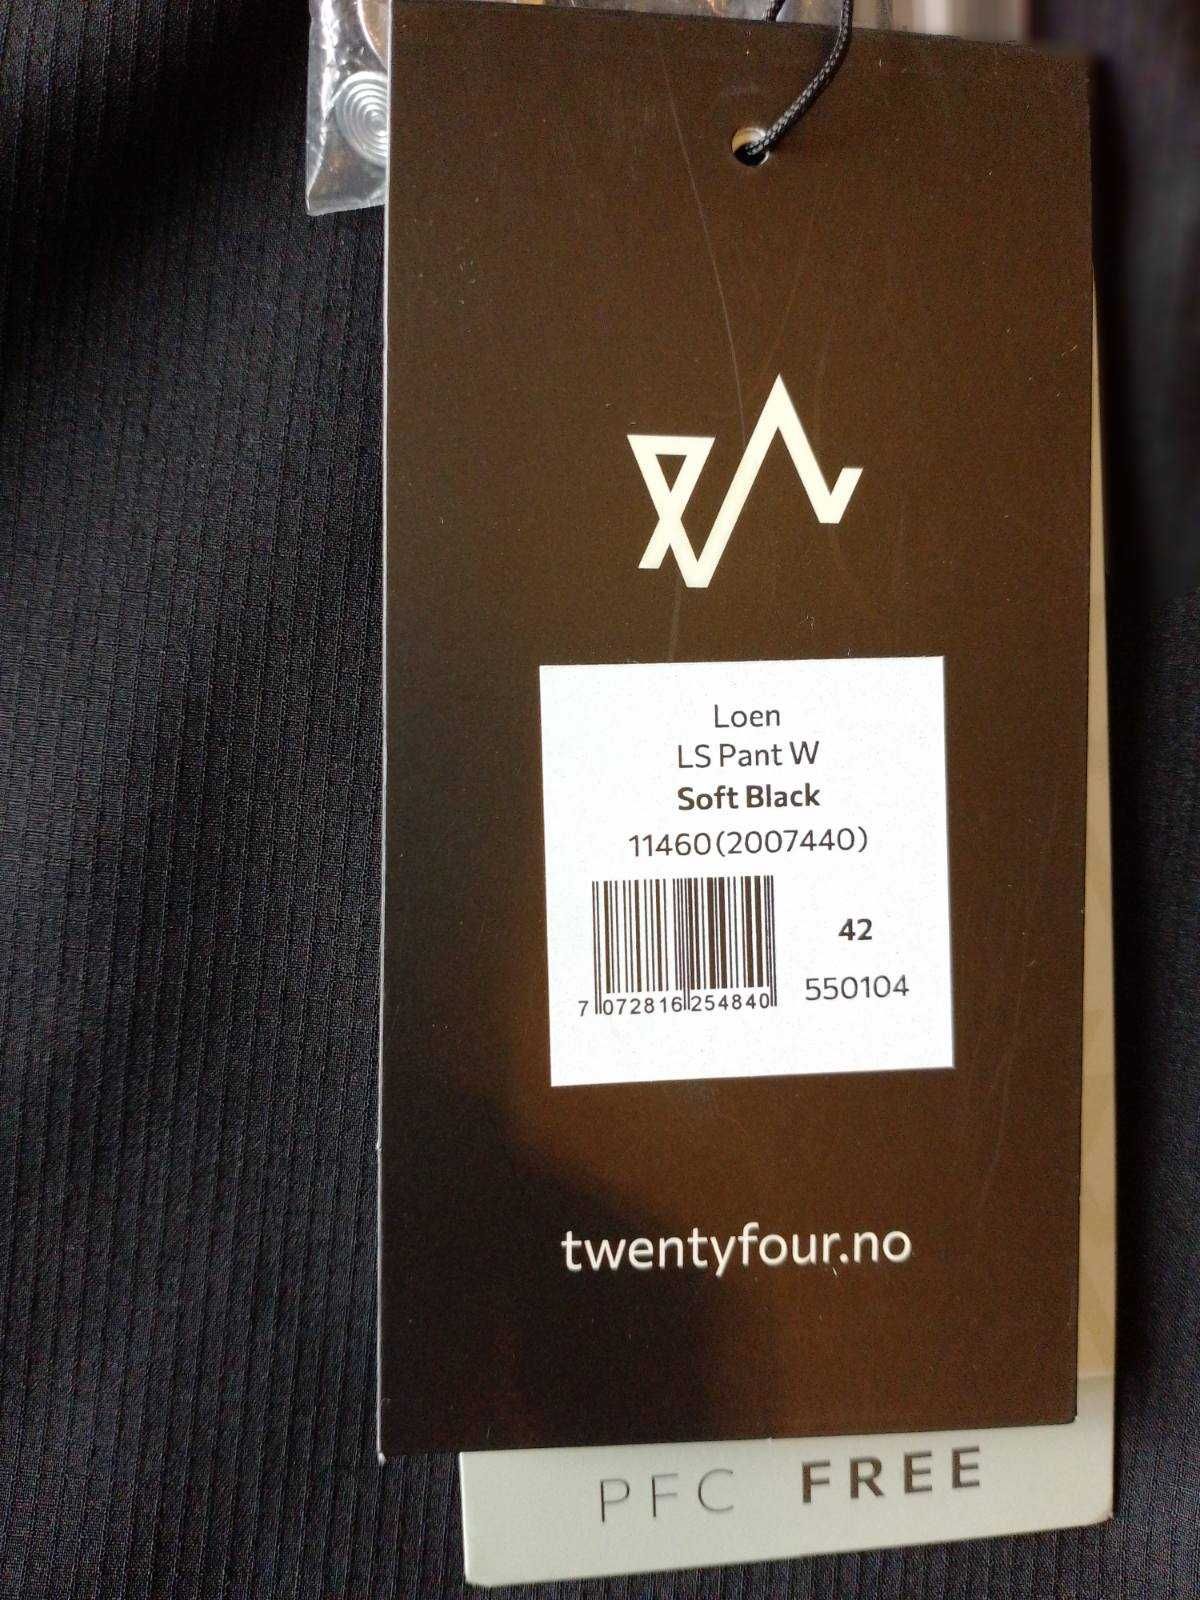 Loen
LS Pant W
Soft Black
11460(2007440)
42
7 072816 254840
550104
twentyfour.no
PFC FREE